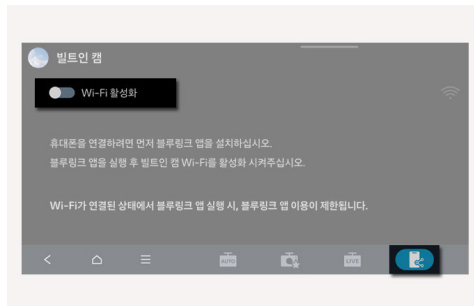 빌트인 캠
Wi-Fi 활성화
휴대폰을 연결하려면 먼저 블루링크 앱을 설치하십시오.
블루링크 앱을 실행 후 빌트인 캠 Wi-Fi를 활성화 시켜주십시오.
Wi-Fi가 연결된 상태에서 블루링크 앱 실행 시, 블루링크 앱 이용이 제한됩니다.
AUTO
LIVE